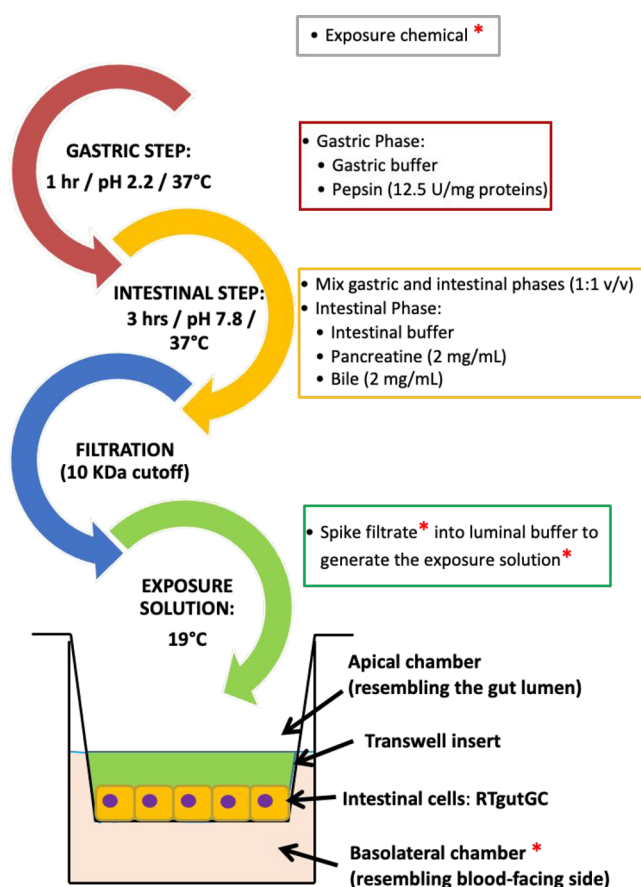 • Exposure chemical *
GASTRIC STEP:
1 hr / pH 2.2 / 37°C
• Gastric Phase:
• Gastric buffer
• Pepsin (12.5 U/mg proteins)
INTESTINAL STEP:
3 hrs / pH 7.8 /
37°C
• Mix gastric and intestinal phases (1:1 v/v)
• Intestinal Phase:
• Intestinal buffer
• Pancreatine (2 mg/mL)
• Bile (2 mg/mL)
FILTRATION
(10 KDa cutoff)
• Spike filtrate* into luminal buffer to
generate the exposure solution*
EXPOSURE
SOLUTION:
19°C
Apical chamber
(resembling the gut lumen)
Transwell insert
Intestinal cells: RTgutGC
Basolateral chamber *
(resembling blood-facing side)